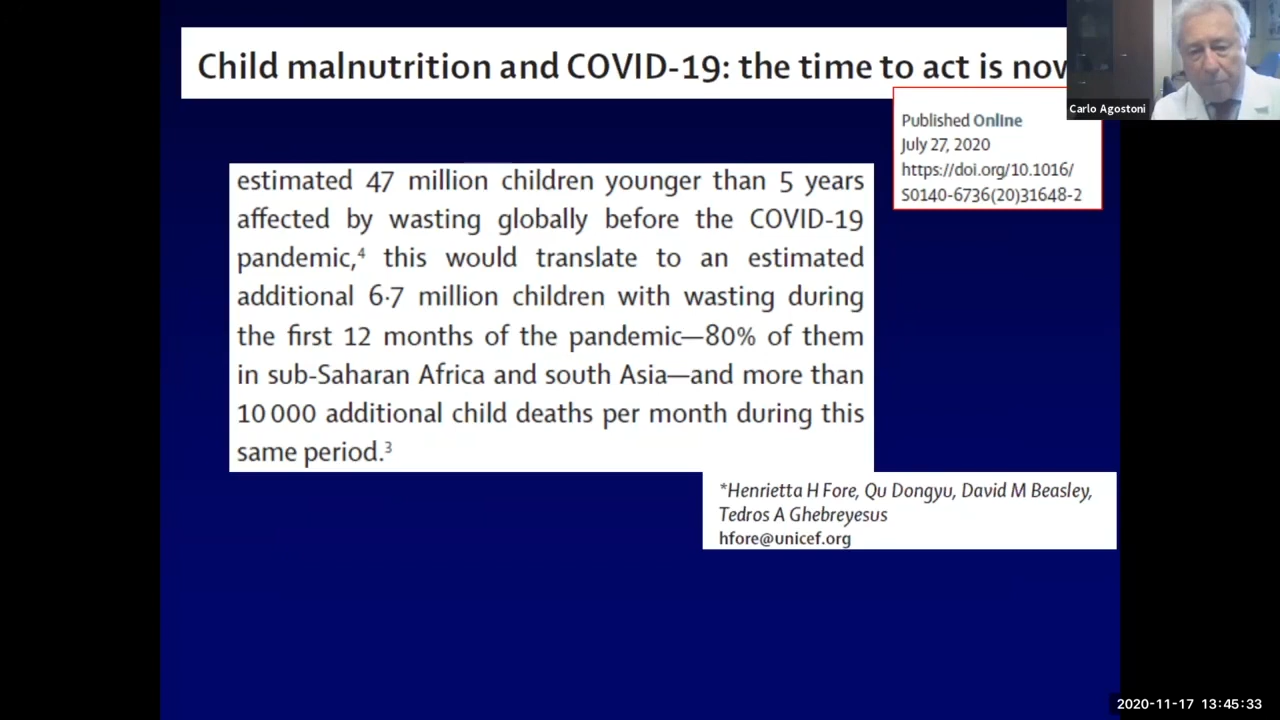 Child malnutrition and COVID-19: the time to act is now
Carlo Agostoni
Published Online
July 27, 2020
https://doi.org/10.1016/
S0140-6736(20)31648-2
estimated 47 million children younger than 5 years
affected by wasting globally before the COVID-19
pandemic,⁴ this would translate to an estimated
additional 6·7 million children with wasting during
the first 12 months of the pandemic—80% of them
in sub-Saharan Africa and south Asia—and more than
10 000 additional child deaths per month during this
same period.³
*Henrietta H Fore, Qu Dongyu, David M Beasley,
Tedros A Ghebreyesus
hfore@unicef.org
2020-11-17 13:45:33